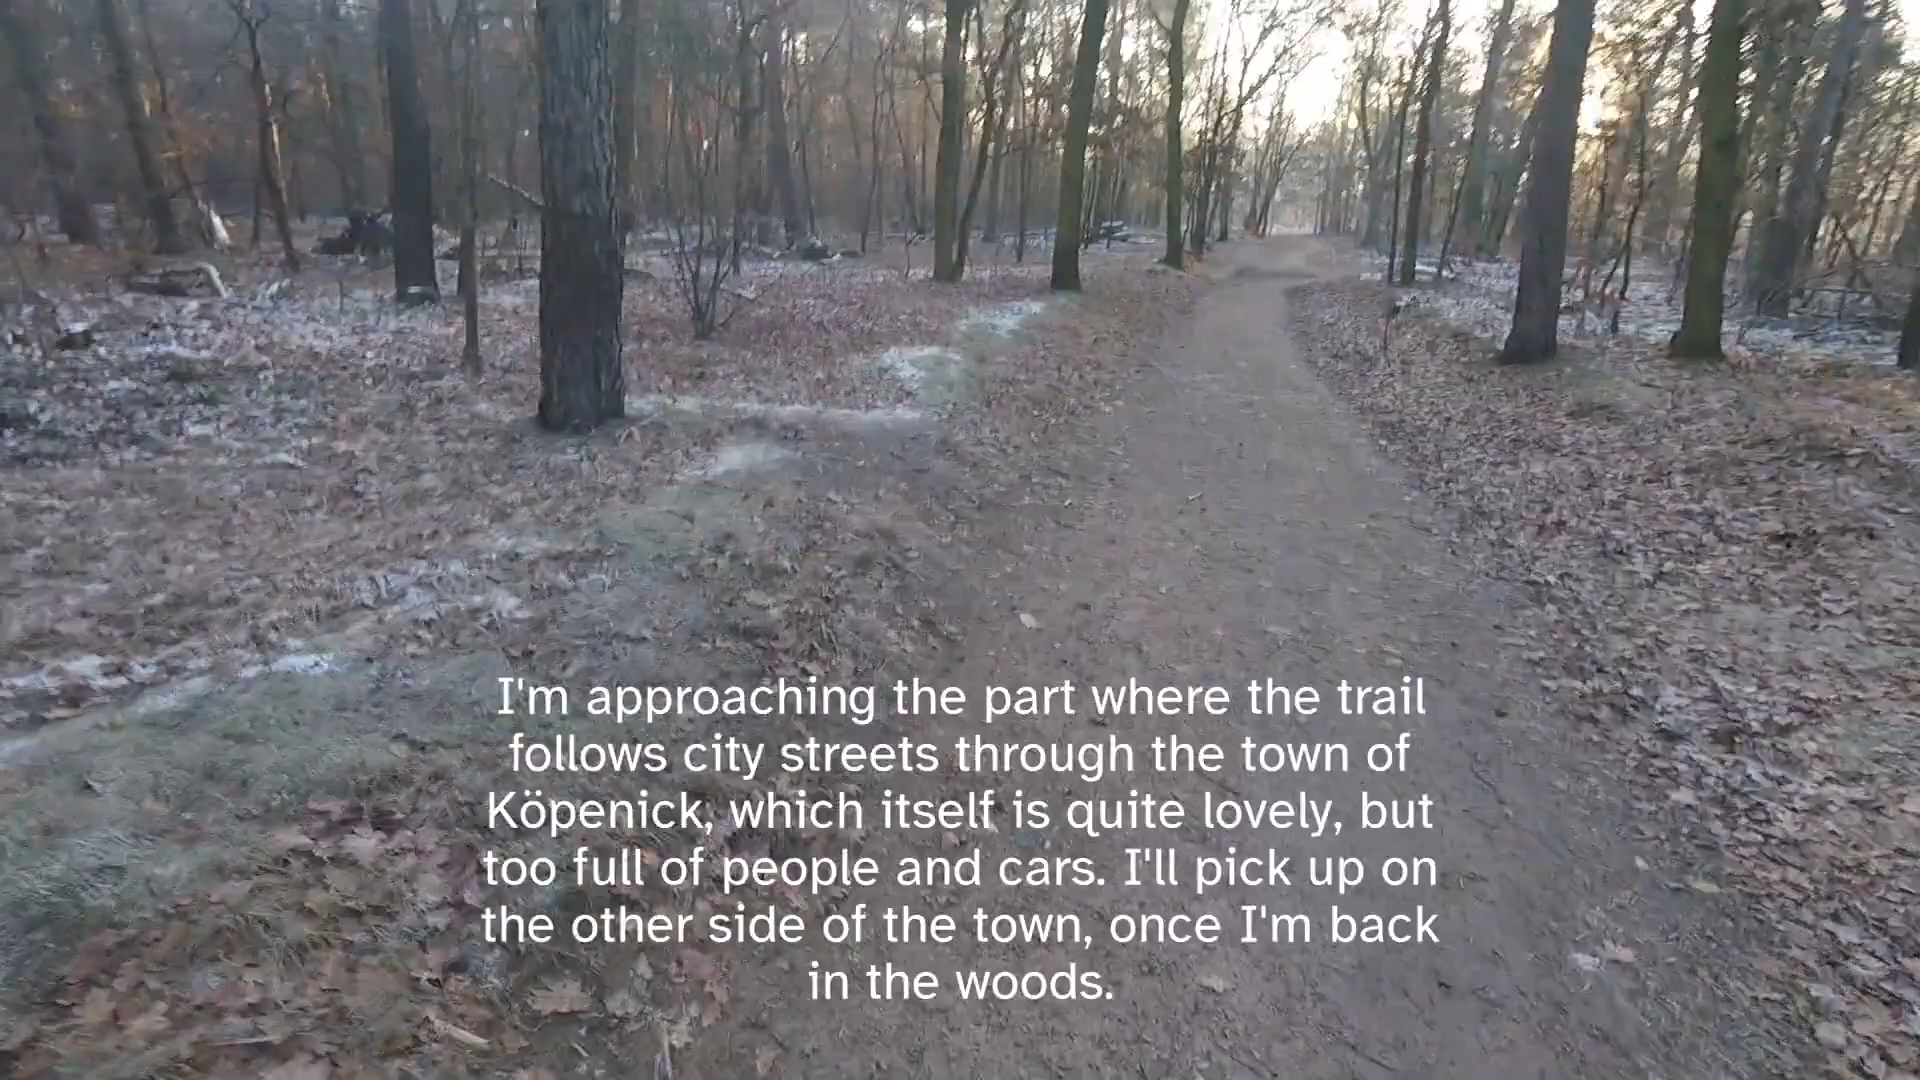 I'm approaching the part where the trail
follows city streets through the town of
Köpenick, which itself is quite lovely, but
too full of people and cars. I'll pick up on
the other side of the town, once I'm back
in the woods.